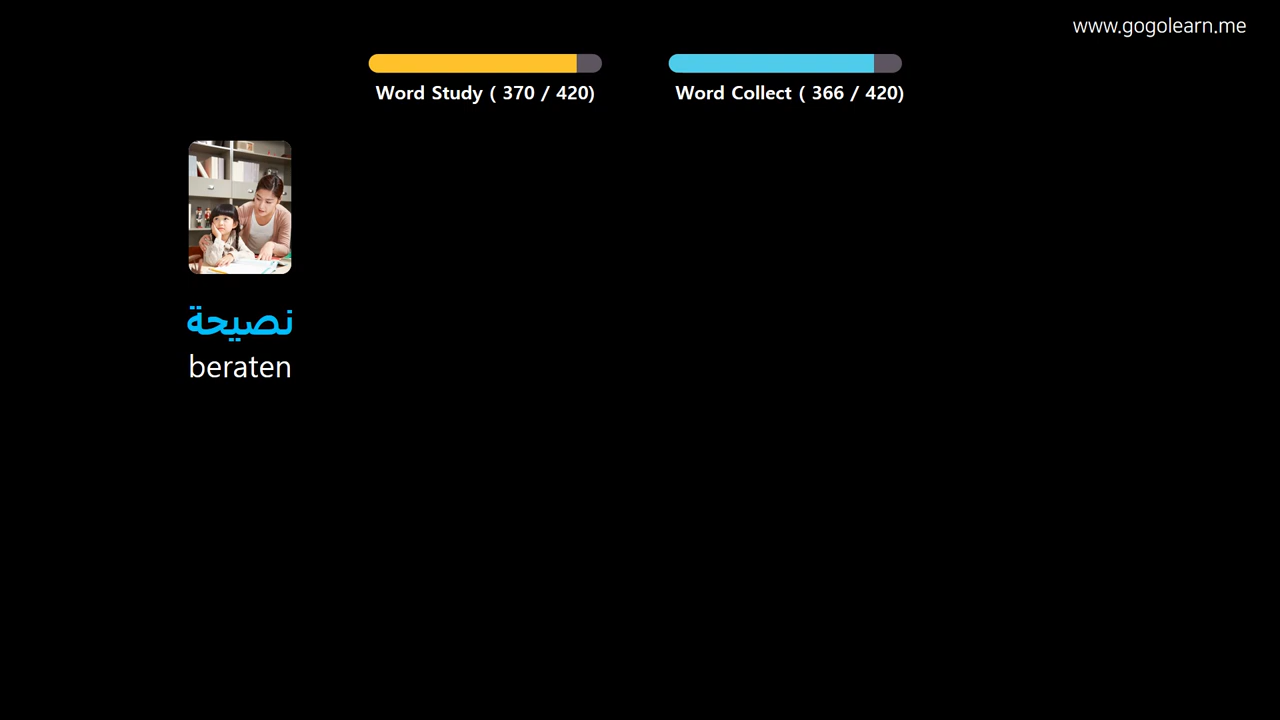 www.gogolearn.me
Word Study ( 370 / 420)
Word Collect ( 366 / 420)
نصيحة
beraten